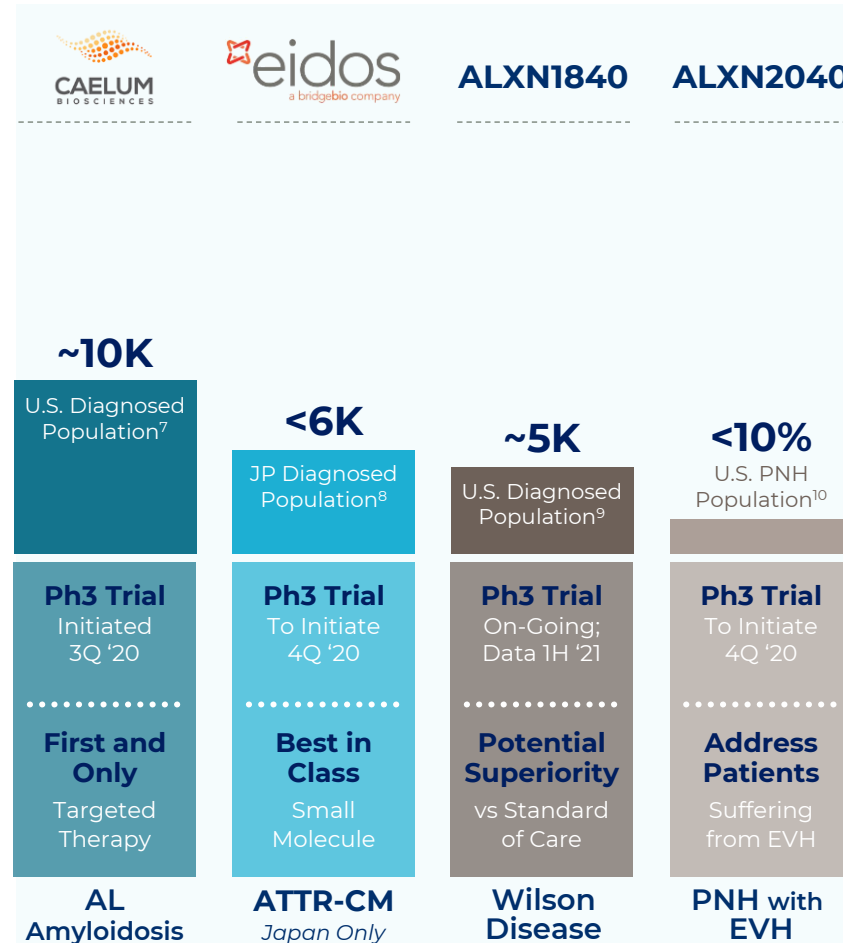 CAELUM
BIOSCIENCES
eidos
a bridgebio company
ALXN1840
ALXN2040
~10K
U.S. Diagnosed
Population⁷
<6K
JP Diagnosed
Population⁸
~5K
U.S. Diagnosed
Population⁹
<10%
U.S. PNH
Population¹⁰
Ph3 Trial
Initiated
3Q ‘20
First and
Only
Targeted
Therapy
AL
Amyloidosis
Ph3 Trial
To Initiate
4Q ‘20
Best in
Class
Small
Molecule
ATTR-CM
Japan Only
Ph3 Trial
On-Going;
Data 1H ‘21
Potential
Superiority
vs Standard
of Care
Wilson
Disease
Ph3 Trial
To Initiate
4Q ‘20
Address
Patients
Suffering
from EVH
PNH with
EVH